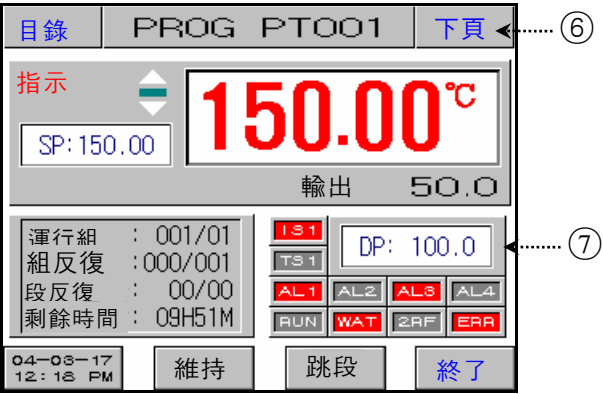 目錄 PROG PT001 下頁 ⑥
指示
150.00℃
SP:150.00
輸出 50.0
運行組 : 001/01
組反復 :000/001
段反復 : 00/00
剩餘時間 : 09H51M
IS1 DP: 100.0 ⑦
TS1
AL1 AL2 AL3 AL4
RUN WAT 2RF ERR
04-03-17
12:18 PM
維持 跳段 終了